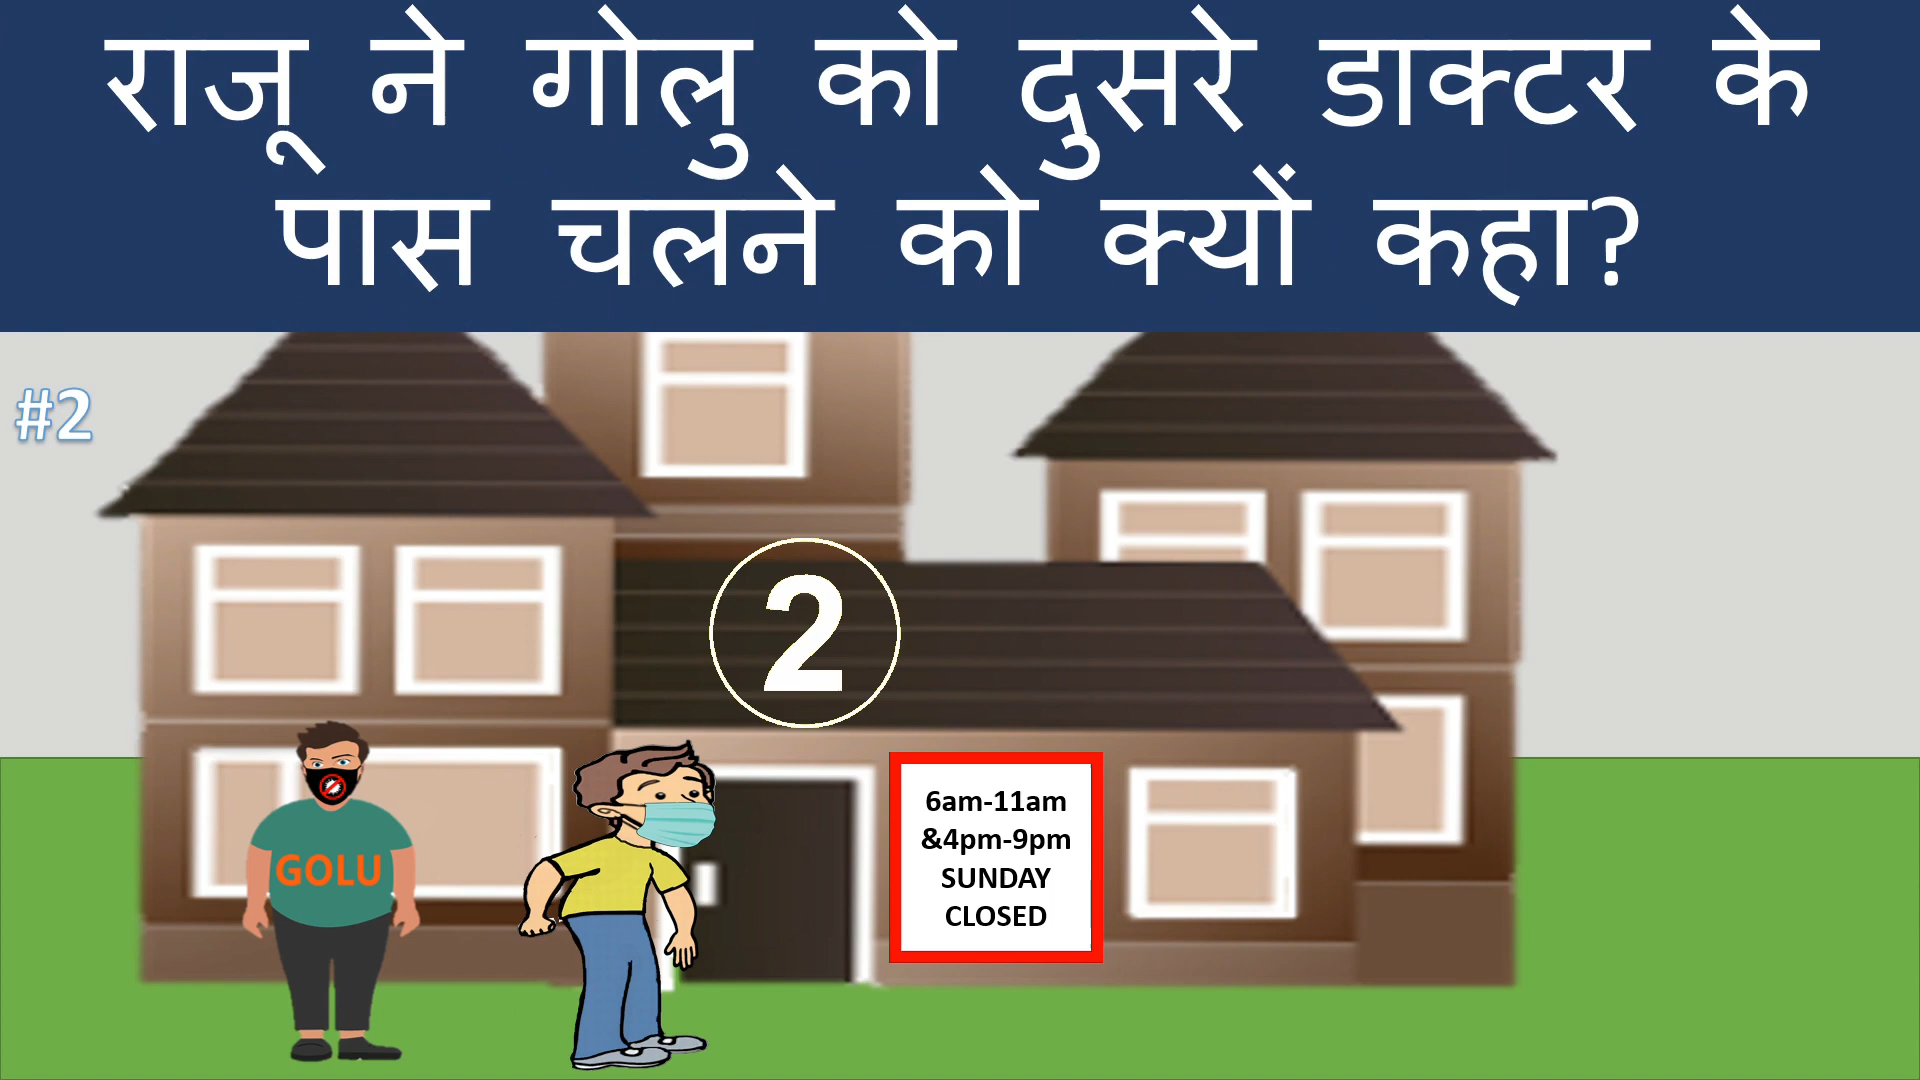 राजू ने गोलु को दुसरे डाक्टर के
पास चलने को क्यों कहा?
#2
2
6am-11am
&4pm-9pm
SUNDAY
CLOSED
GOLU